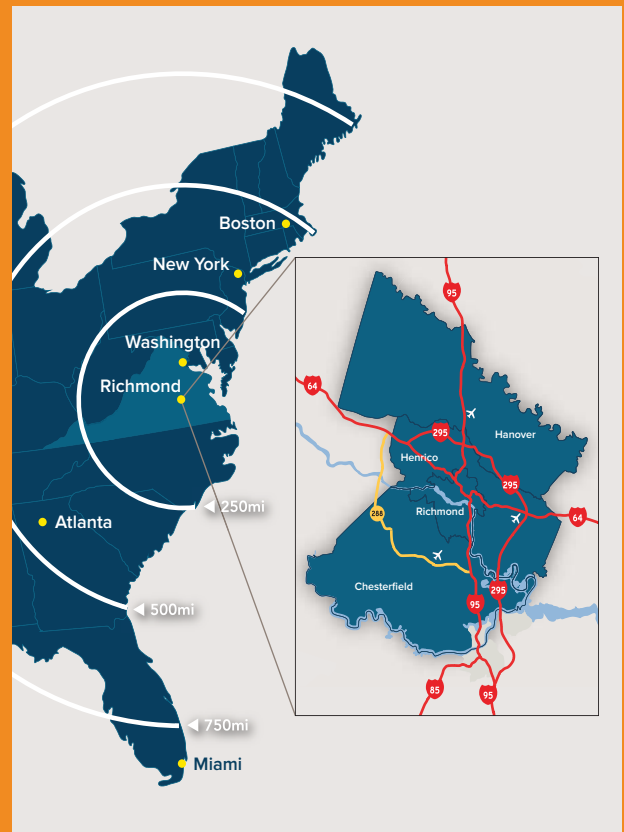 Boston
New York
Washington
Richmond
250mi
Atlanta
500mi
750mi
Miami
95
64
295
Hanover
Henrico
295
Richmond
288
64
Chesterfield
295
95
85
95